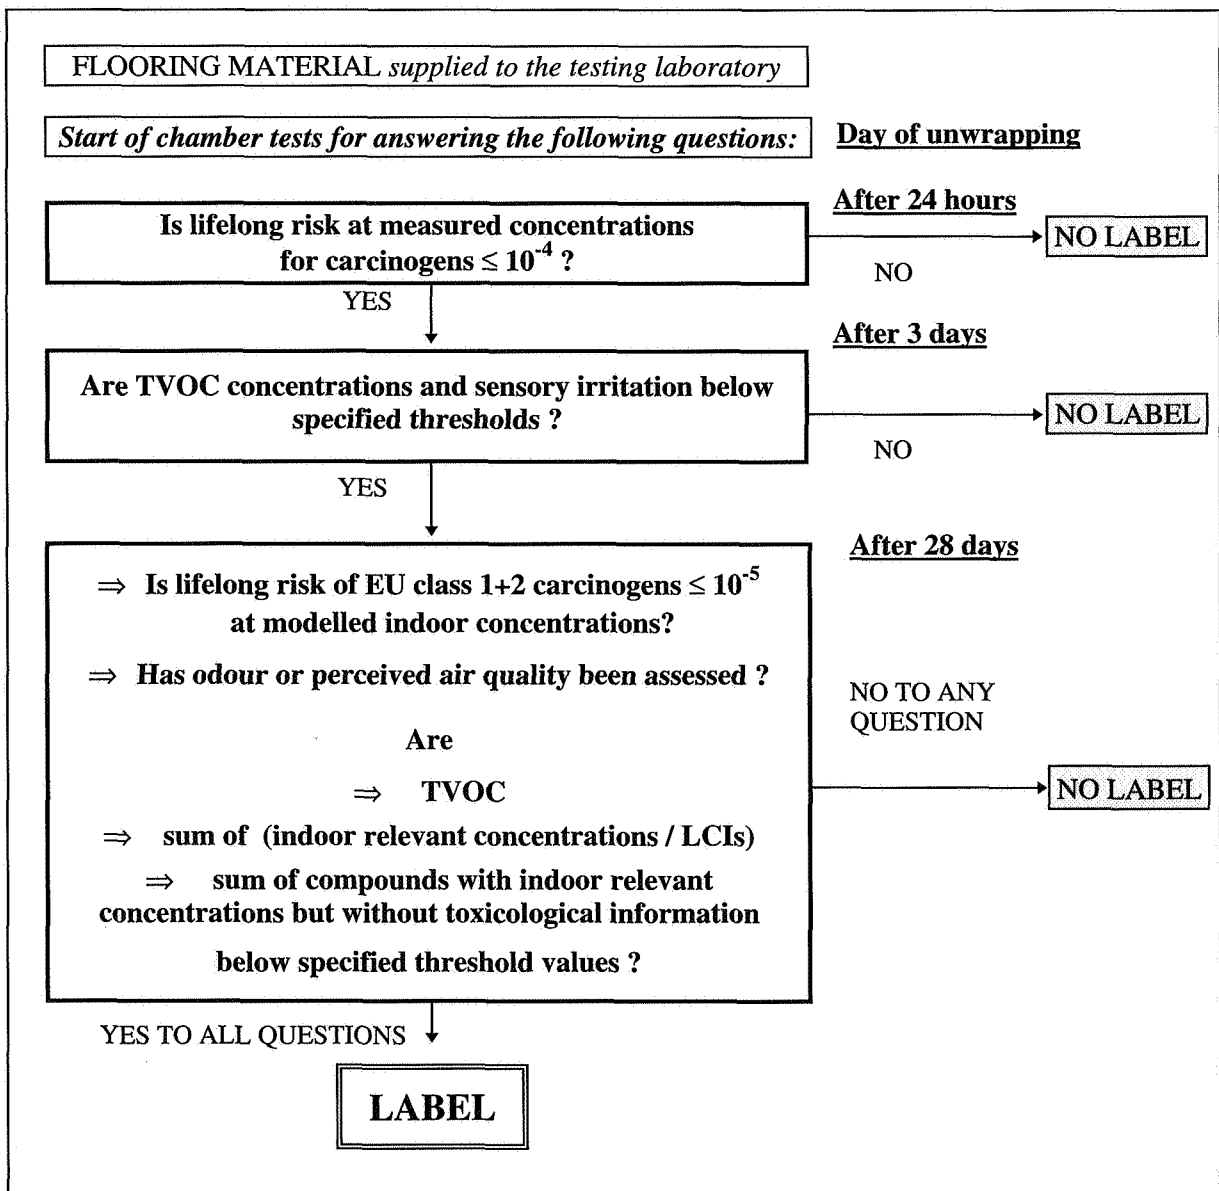 FLOORING MATERIAL supplied to the testing laboratory
Start of chamber tests for answering the following questions:
Day of unwrapping
After 24 hours
Is lifelong risk at measured concentrations
for carcinogens ≤ 10⁻⁴ ?
NO LABEL
NO
YES
After 3 days
Are TVOC concentrations and sensory irritation below
specified thresholds ?
NO LABEL
NO
YES
After 28 days
⇒ Is lifelong risk of EU class 1+2 carcinogens ≤ 10⁻⁵
at modelled indoor concentrations?
⇒ Has odour or perceived air quality been assessed ?
NO TO ANY
QUESTION
Are
⇒ TVOC
NO LABEL
⇒ sum of (indoor relevant concentrations / LCIs)
⇒ sum of compounds with indoor relevant
concentrations but without toxicological information
below specified threshold values ?
YES TO ALL QUESTIONS
LABEL